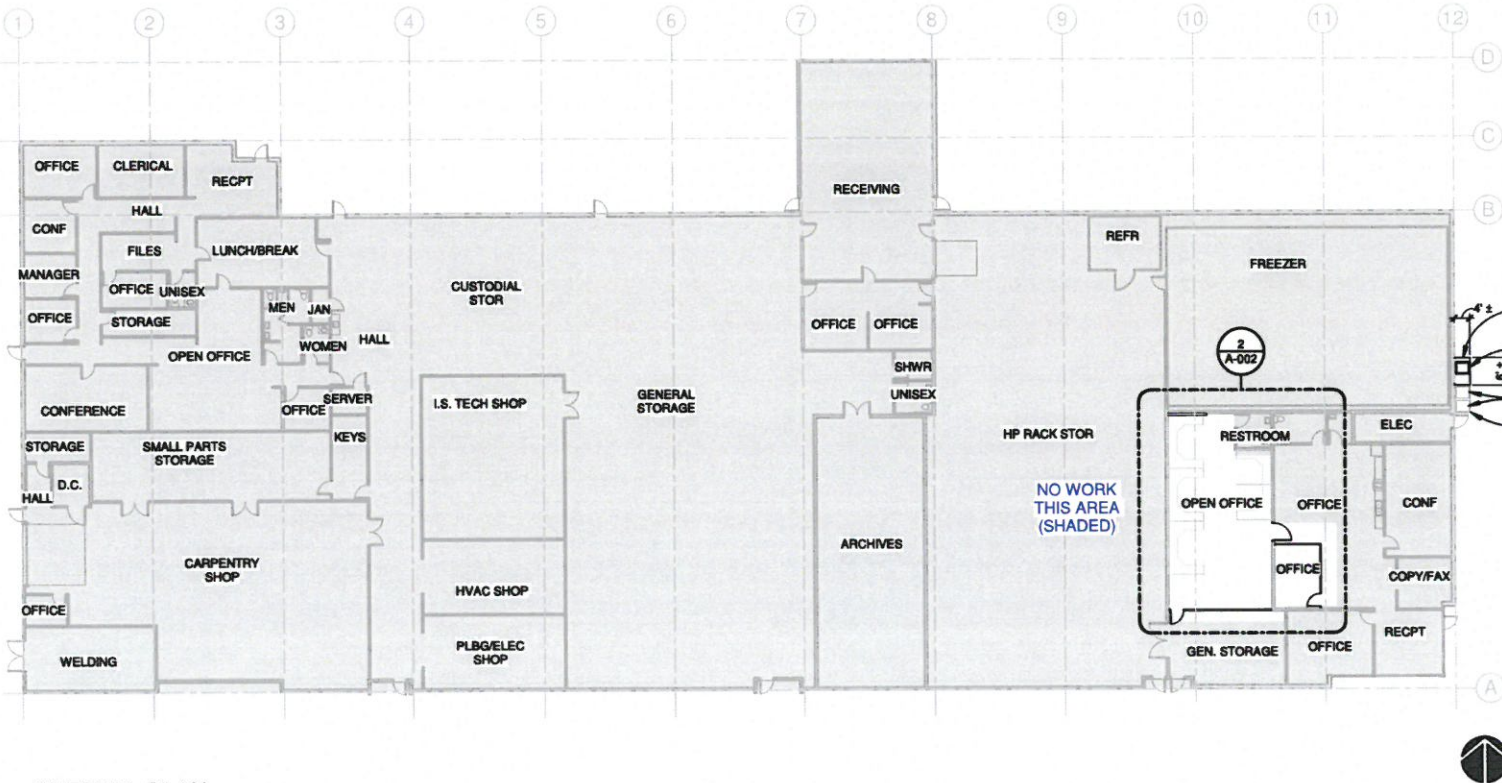 1 2 3 4 5 6 7 8 9 10 11 12
D
C
B
A
OFFICE
CLERICAL
RECPT
HALL
CONF
FILES
LUNCH/BREAK
MANAGER
OFFICE
UNISEX
OFFICE
STORAGE
MEN
JAN
WOMEN
HALL
OPEN OFFICE
CUSTODIAL
STOR
CONFERENCE
OFFICE
SERVER
KEYS
STORAGE
SMALL PARTS
STORAGE
D.C.
HALL
CARPENTRY
SHOP
OFFICE
WELDING
I.S. TECH SHOP
HVAC SHOP
PLBG/ELEC
SHOP
GENERAL
STORAGE
RECEIVING
OFFICE
OFFICE
SHWR
UNISEX
ARCHIVES
HP RACK STOR
NO WORK
THIS AREA
(SHADED)
REFR
FREEZER
2
A-002
4' ±
RESTROOM
ELEC
OPEN OFFICE
OFFICE
CONF
OFFICE
COPY/FAX
RECPT
GEN. STORAGE
OFFICE